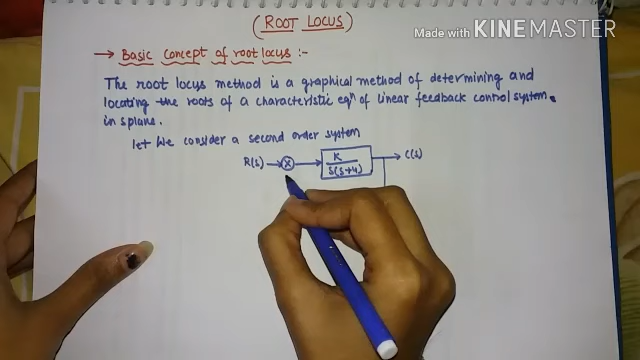 (ROOT LOCUS)
Made with KINEMASTER
→ Basic concept of root locus :-
The root locus method is a graphical method of determining and
locating the roots of a characteristic eqⁿ of linear feedback control system.
in s plane.
let We consider a second order system
R(s) → X → K / s(s+4) → C(s)